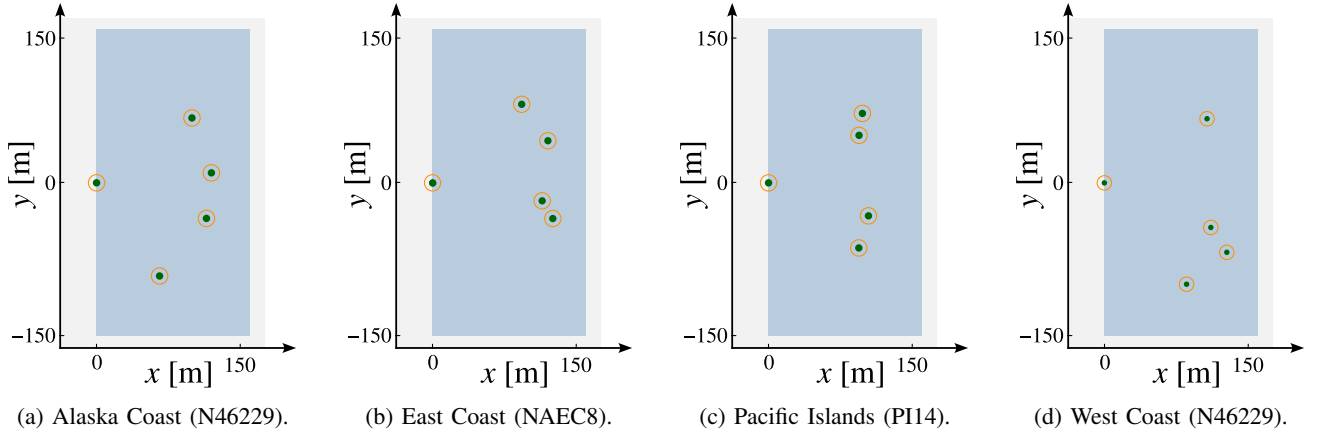 150
0
−150
y [m]
0
150
x [m]
(a) Alaska Coast (N46229).
150
0
−150
y [m]
0
150
x [m]
(b) East Coast (NAEC8).
150
0
−150
y [m]
0
150
x [m]
(c) Pacific Islands (PI14).
150
0
−150
y [m]
0
150
x [m]
(d) West Coast (N46229).